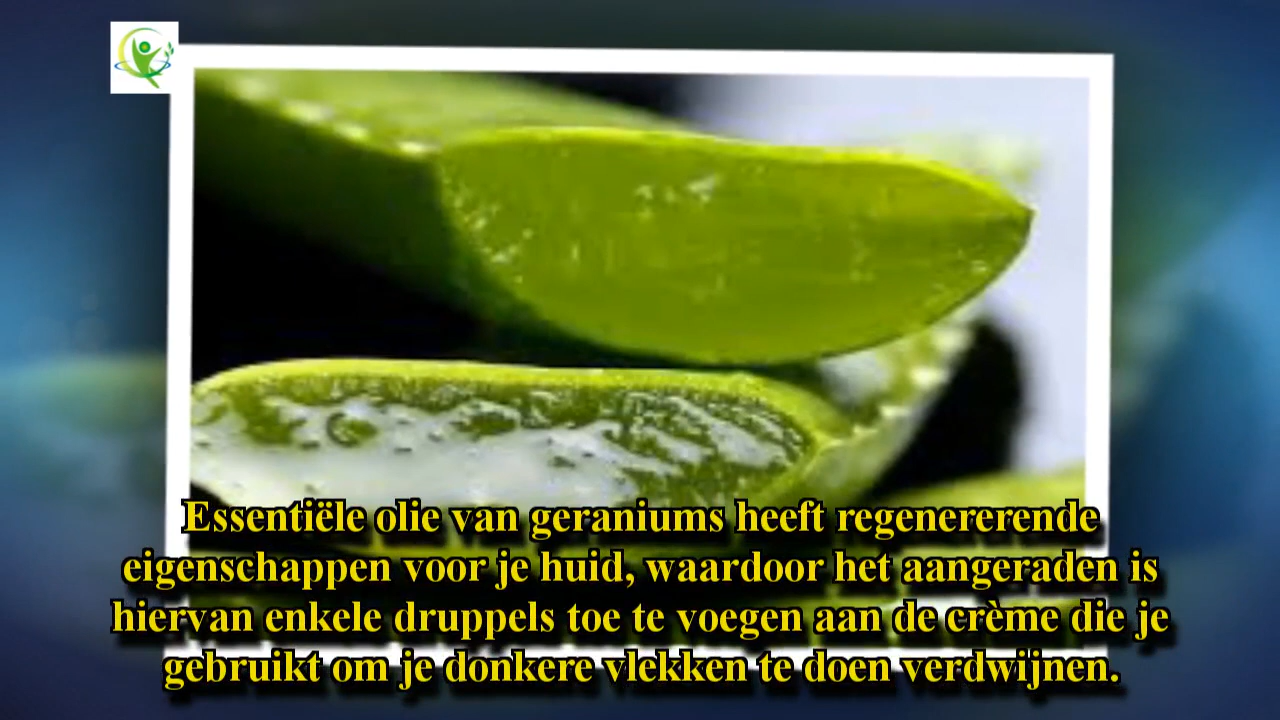 Essentiële olie van geraniums heeft regenererende
eigenschappen voor je huid, waardoor het aangeraden is
hiervan enkele druppels toe te voegen aan de crème die je
gebruikt om je donkere vlekken te doen verdwijnen.